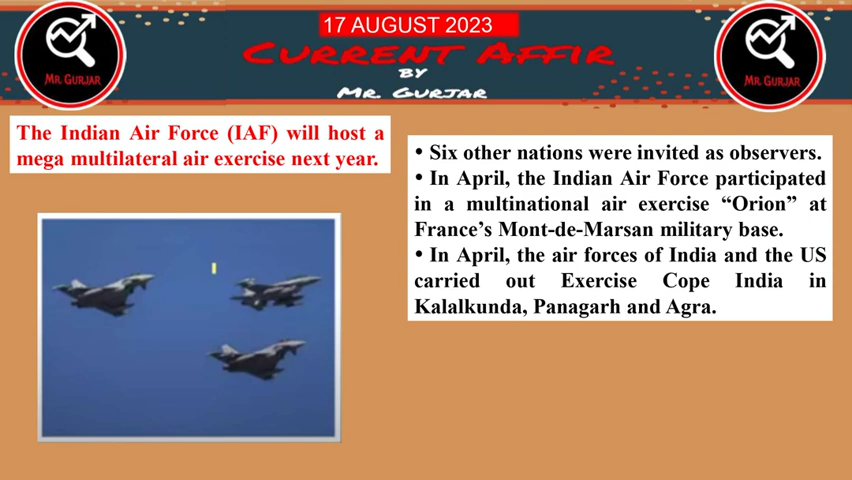 17 AUGUST 2023
CURRENT AFFIR
BY
MR. GURJAR
MR. GURJAR
MR. GURJAR
The Indian Air Force (IAF) will host a
mega multilateral air exercise next year.
• Six other nations were invited as observers.
• In April, the Indian Air Force participated
in a multinational air exercise “Orion” at
France’s Mont-de-Marsan military base.
• In April, the air forces of India and the US
carried out Exercise Cope India in
Kalalkunda, Panagarh and Agra.